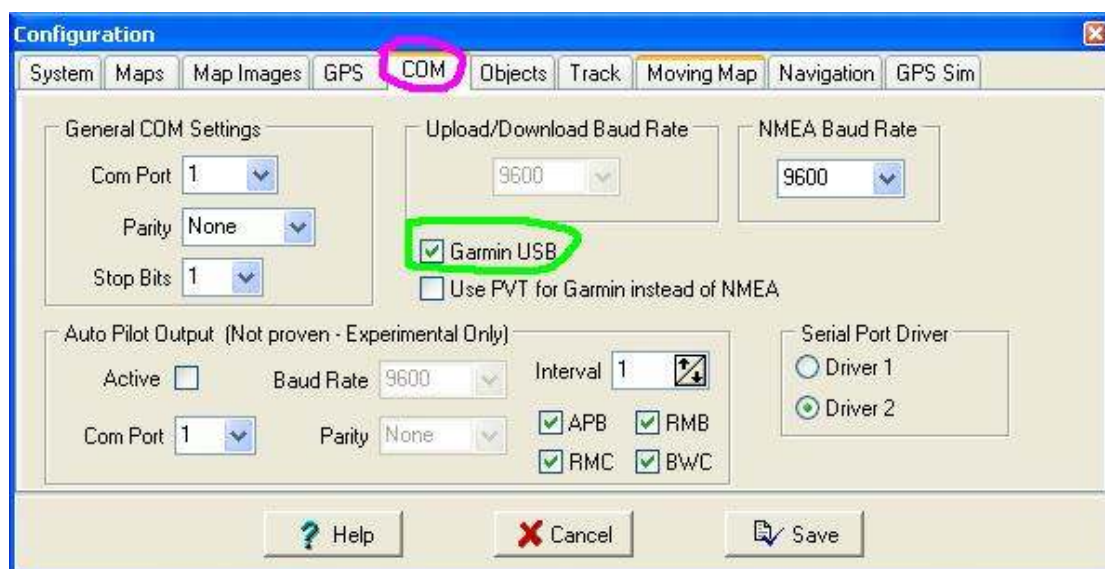 Configuration
System Maps Map Images GPS COM Objects Track Moving Map Navigation GPS Sim
General COM Settings
Com Port 1
Parity None
Stop Bits 1
Upload/Download Baud Rate
9600
NMEA Baud Rate
9600
Garmin USB
Use PVT for Garmin instead of NMEA
Auto Pilot Output (Not proven - Experimental Only)
Active Baud Rate 9600 Interval 1
Com Port 1 Parity None
APB RMB
RMC BWC
Serial Port Driver
Driver 1
Driver 2
? Help Cancel Save